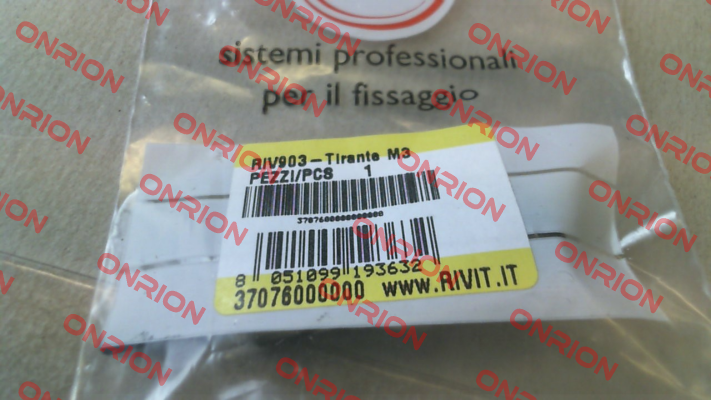 sistemi professionali
per il fissaggio
RIV903-Tirante M3
PEZZI/PCS 1
3707600000000000
8 051099 193632
37076000000 WWW.RIVIT.IT
ONRION